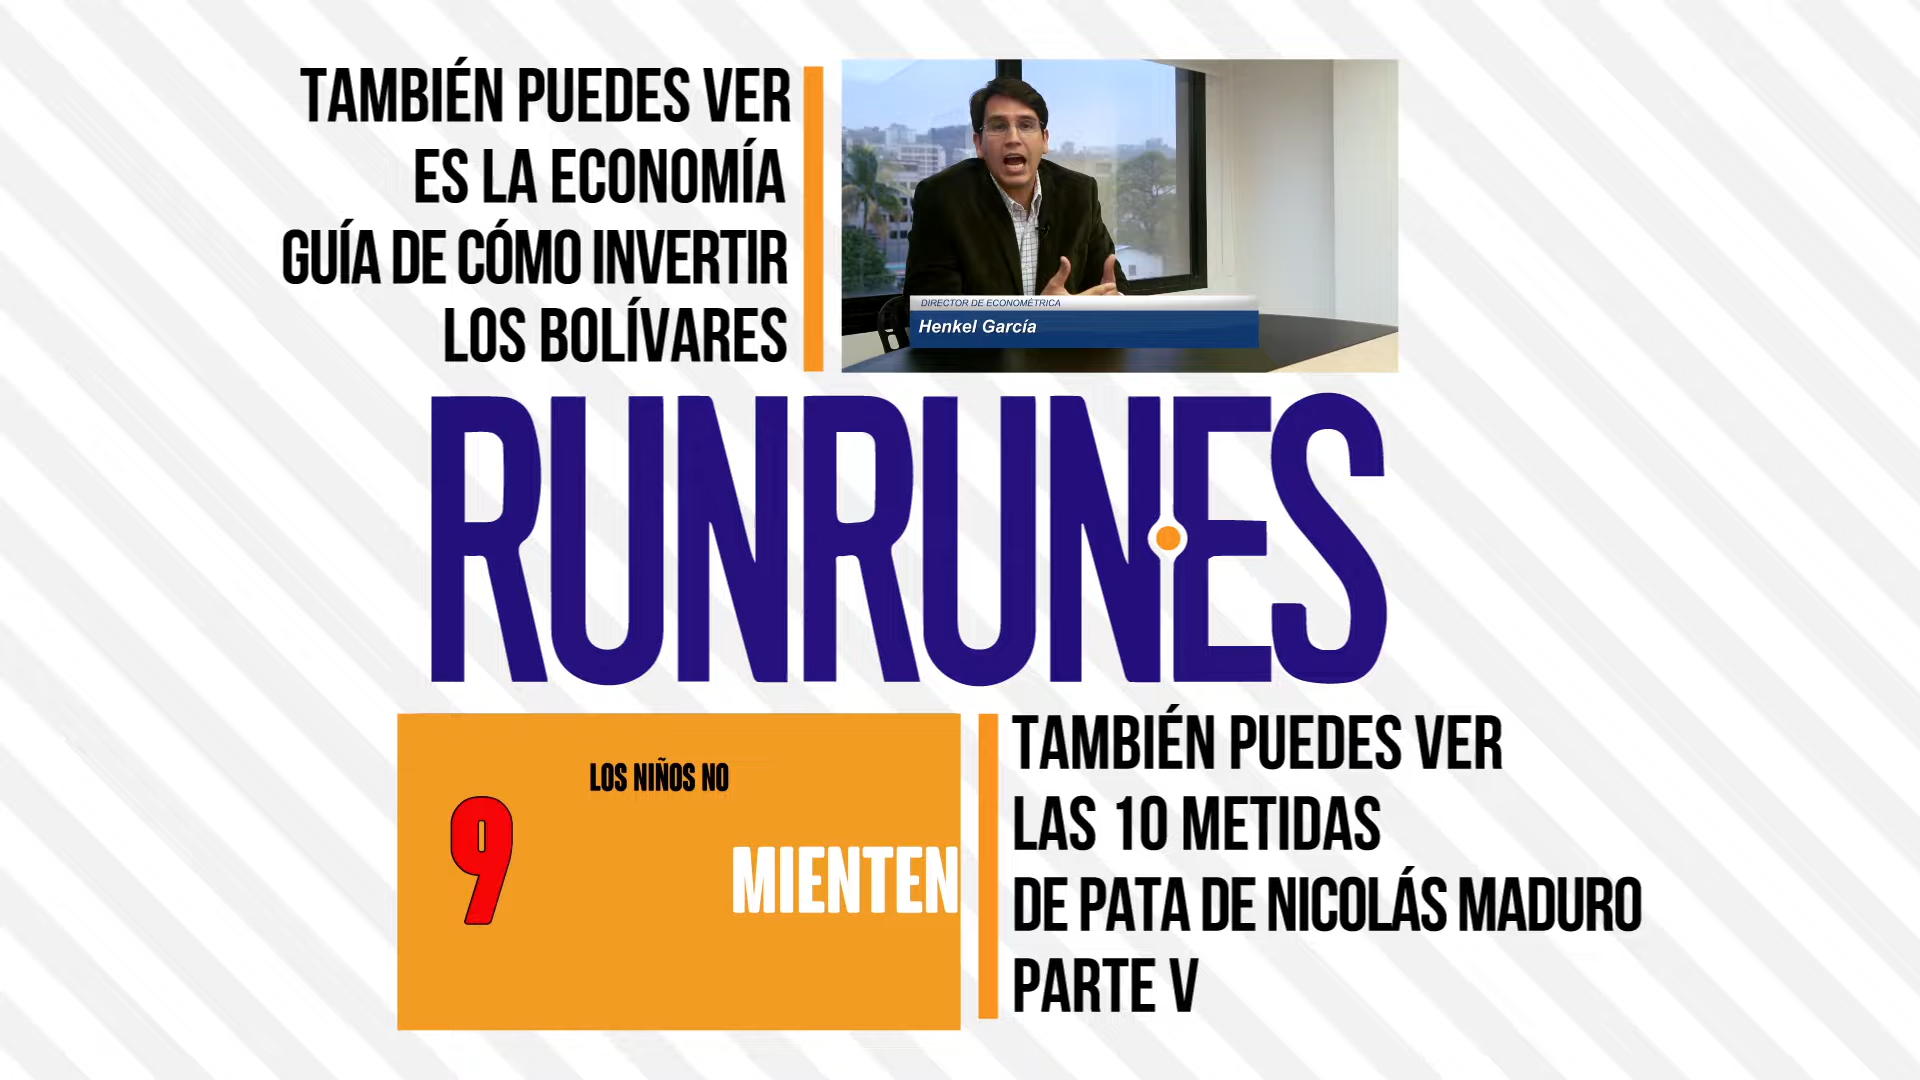 TAMBIÉN PUEDES VER
ES LA ECONOMÍA
GUÍA DE CÓMO INVERTIR
LOS BOLÍVARES
DIRECTOR DE ECONOMÉTRICA
Henkel García
RUNRUN.ES
LOS NIÑOS NO
9
MIENTEN
TAMBIÉN PUEDES VER
LAS 10 METIDAS
DE PATA DE NICOLÁS MADURO
PARTE V